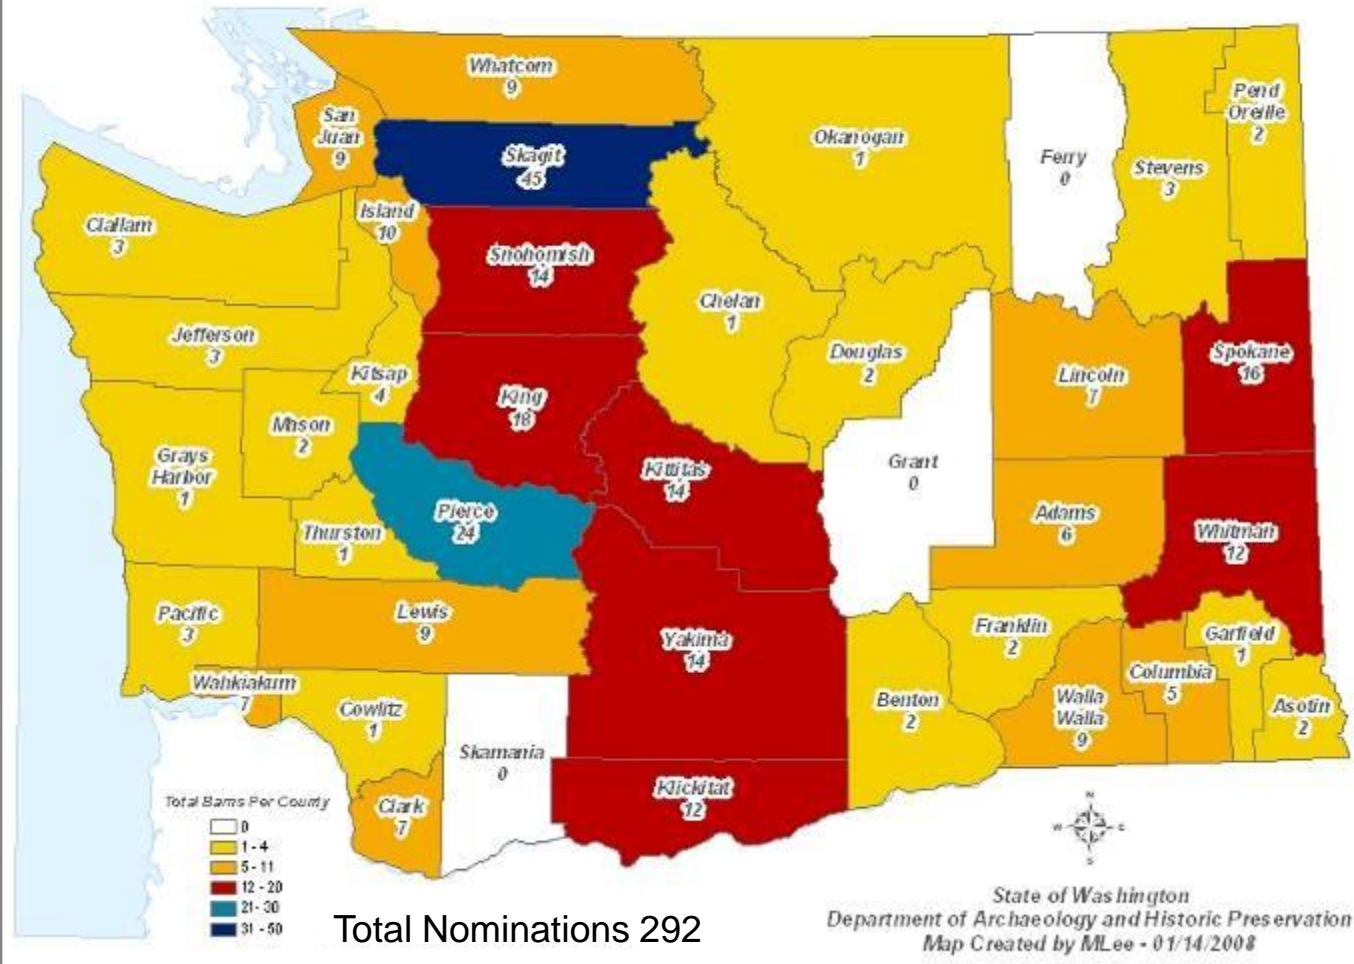 Whatcom
9
San
Juan
9
Skagit
45
Okanogan
1
Ferry
0
Stevens
3
Pend
Oreille
2
Clallam
3
Island
10
Snohomish
14
Chelan
1
Jefferson
3
Kitsap
4
King
18
Douglas
2
Lincoln
7
Spokane
16
Mason
2
Grays
Harbor
1
Kittitas
14
Grant
0
Thurston
1
Pierce
24
Adams
6
Whitman
12
Pacific
3
Lewis
9
Yakima
14
Franklin
2
Garfield
1
Wahkiakum
7
Cowlitz
1
Skamania
0
Benton
2
Walla
Walla
9
Columbia
5
Asotin
2
Clark
7
Klickitat
12
Total Barns Per County
0
1 - 4
5 - 11
12 - 20
21 - 30
31 - 50
Total Nominations 292
N
W E
S
State of Washington
Department of Archaeology and Historic Preservation
Map Created by MLee - 01/14/2008